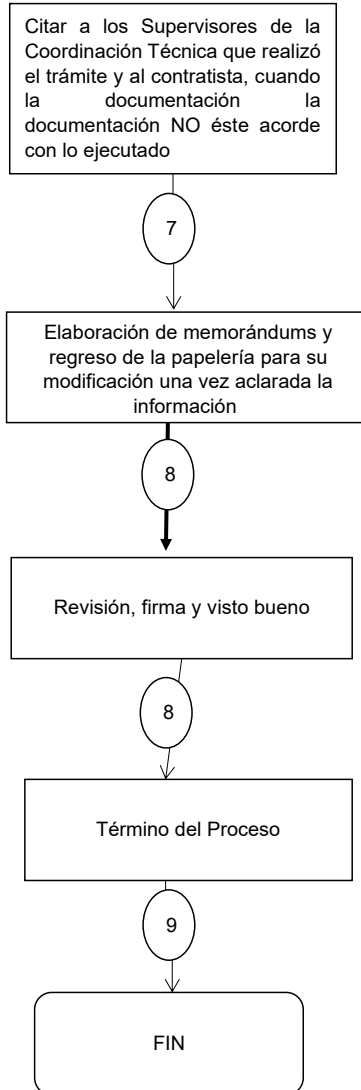 Citar a los Supervisores de la
Coordinación Técnica que realizó
el trámite y al contratista, cuando
la documentación la
documentación NO éste acorde
con lo ejecutado
7
Elaboración de memorándums y
regreso de la papelería para su
modificación una vez aclarada la
información
8
Revisión, firma y visto bueno
8
Término del Proceso
9
FIN